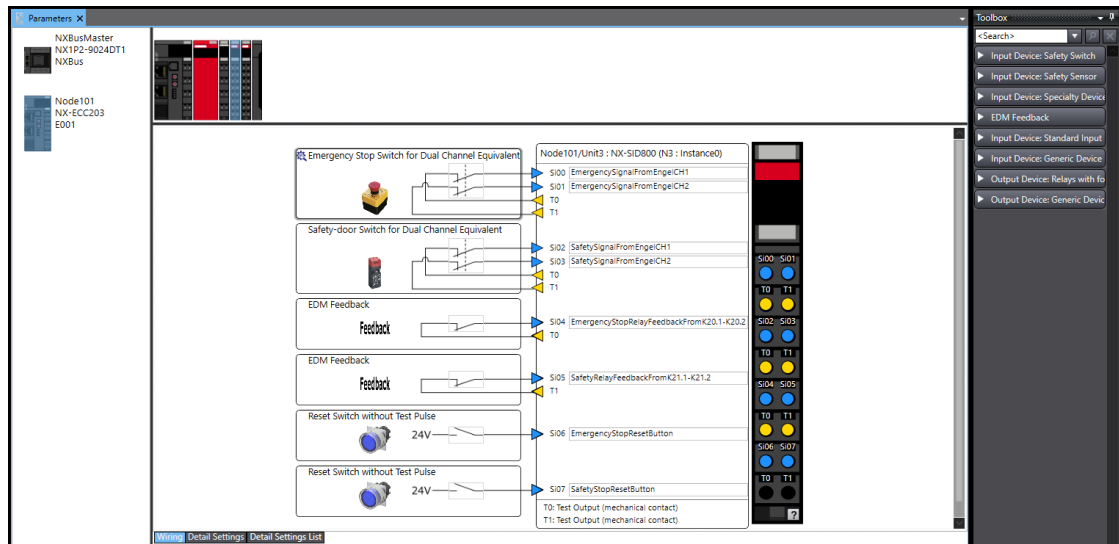 Parameters
Toolbox
<Search>
NXBusMaster
NX1P2-9024DT1
NXBus
Node101
NX-ECC203
E001
Input Device: Safety Switch
Input Device: Safety Sensor
Input Device: Specialty Device
EDM Feedback
Input Device: Standard Input
Input Device: Generic Device
Output Device: Relays with fo
Output Device: Generic Devic
Emergency Stop Switch for Dual Channel Equivalent
Node101/Unit3 : NX-SID800 (N3 : Instance0)
Si00 EmergencySignalFromEngelCH1
Si01 EmergencySignalFromEngelCH2
T0
T1
Safety-door Switch for Dual Channel Equivalent
Si02 SafetySignalFromEngelCH1
Si03 SafetySignalFromEngelCH2
T0
T1
EDM Feedback
Feedback
Si04 EmergencyStopRelayFeedbackFromK20.1-K20.2
T0
EDM Feedback
Feedback
Si05 SafetyRelayFeedbackFromK21.1-K21.2
T1
Reset Switch without Test Pulse
24V
Si06 EmergencyStopResetButton
Reset Switch without Test Pulse
24V
Si07 SafetyStopResetButton
T0: Test Output (mechanical contact)
T1: Test Output (mechanical contact)
Si00 Si01
T0 T1
Si02 Si03
T0 T1
Si04 Si05
T0 T1
Si06 Si07
T0 T1
?
Wiring Detail Settings Detail Settings List